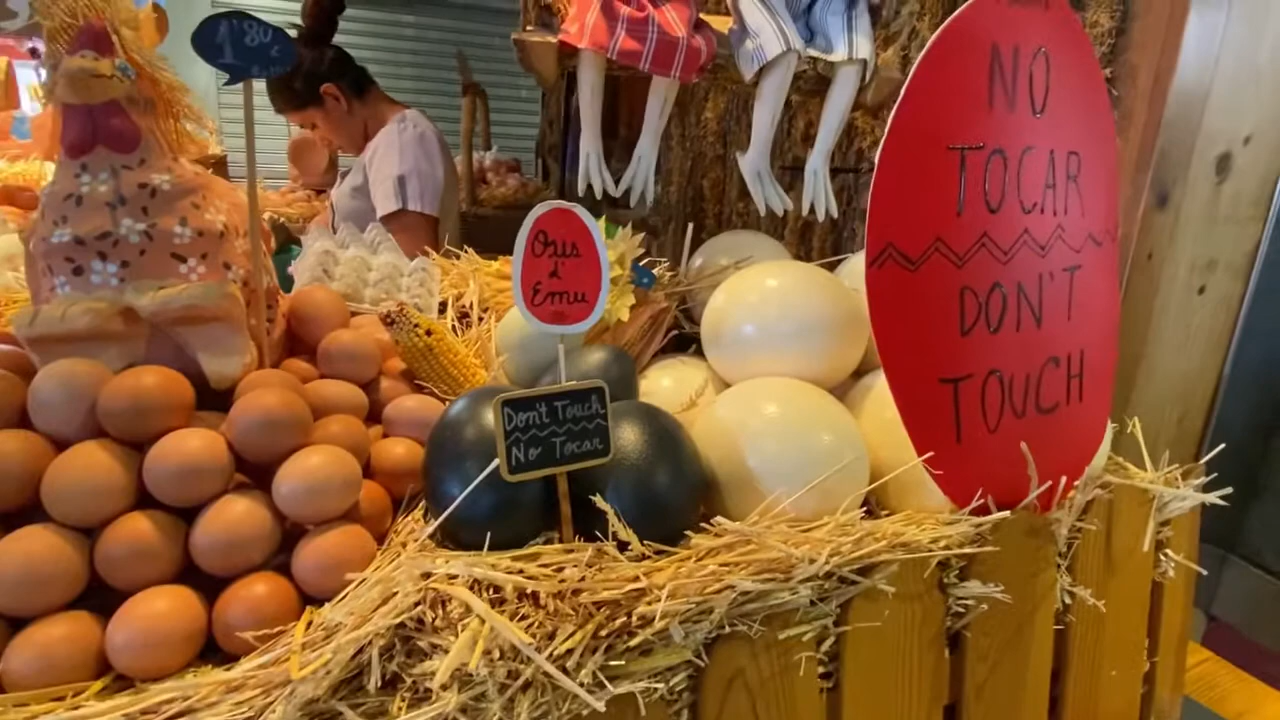 1'80
€
Ous
d'
Emu
Don't Touch
No Tocar
NO
TOCAR
DON'T
TOUCH